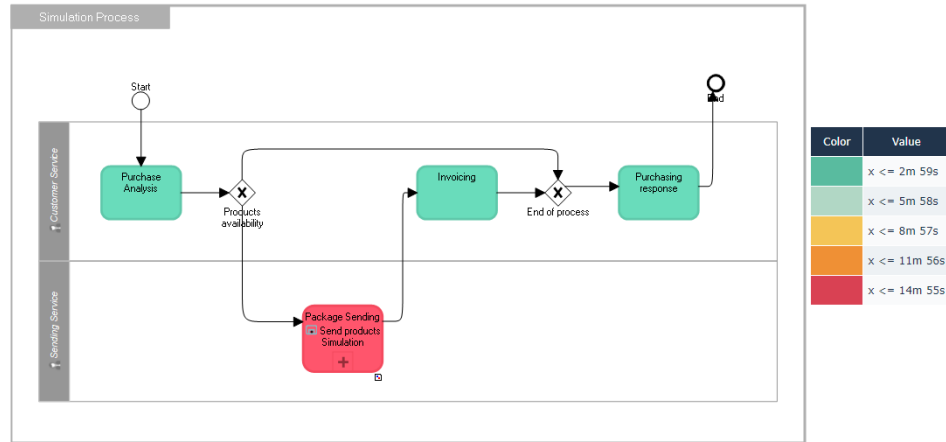 Simulation Process
Start
End
Customer Service
Purchase
Analysis
Products
availability
Invoicing
End of process
Purchasing
response
Sending Service
Package Sending
Send products
Simulation
Color Value
x <= 2m 59s
x <= 5m 58s
x <= 8m 57s
x <= 11m 56s
x <= 14m 55s